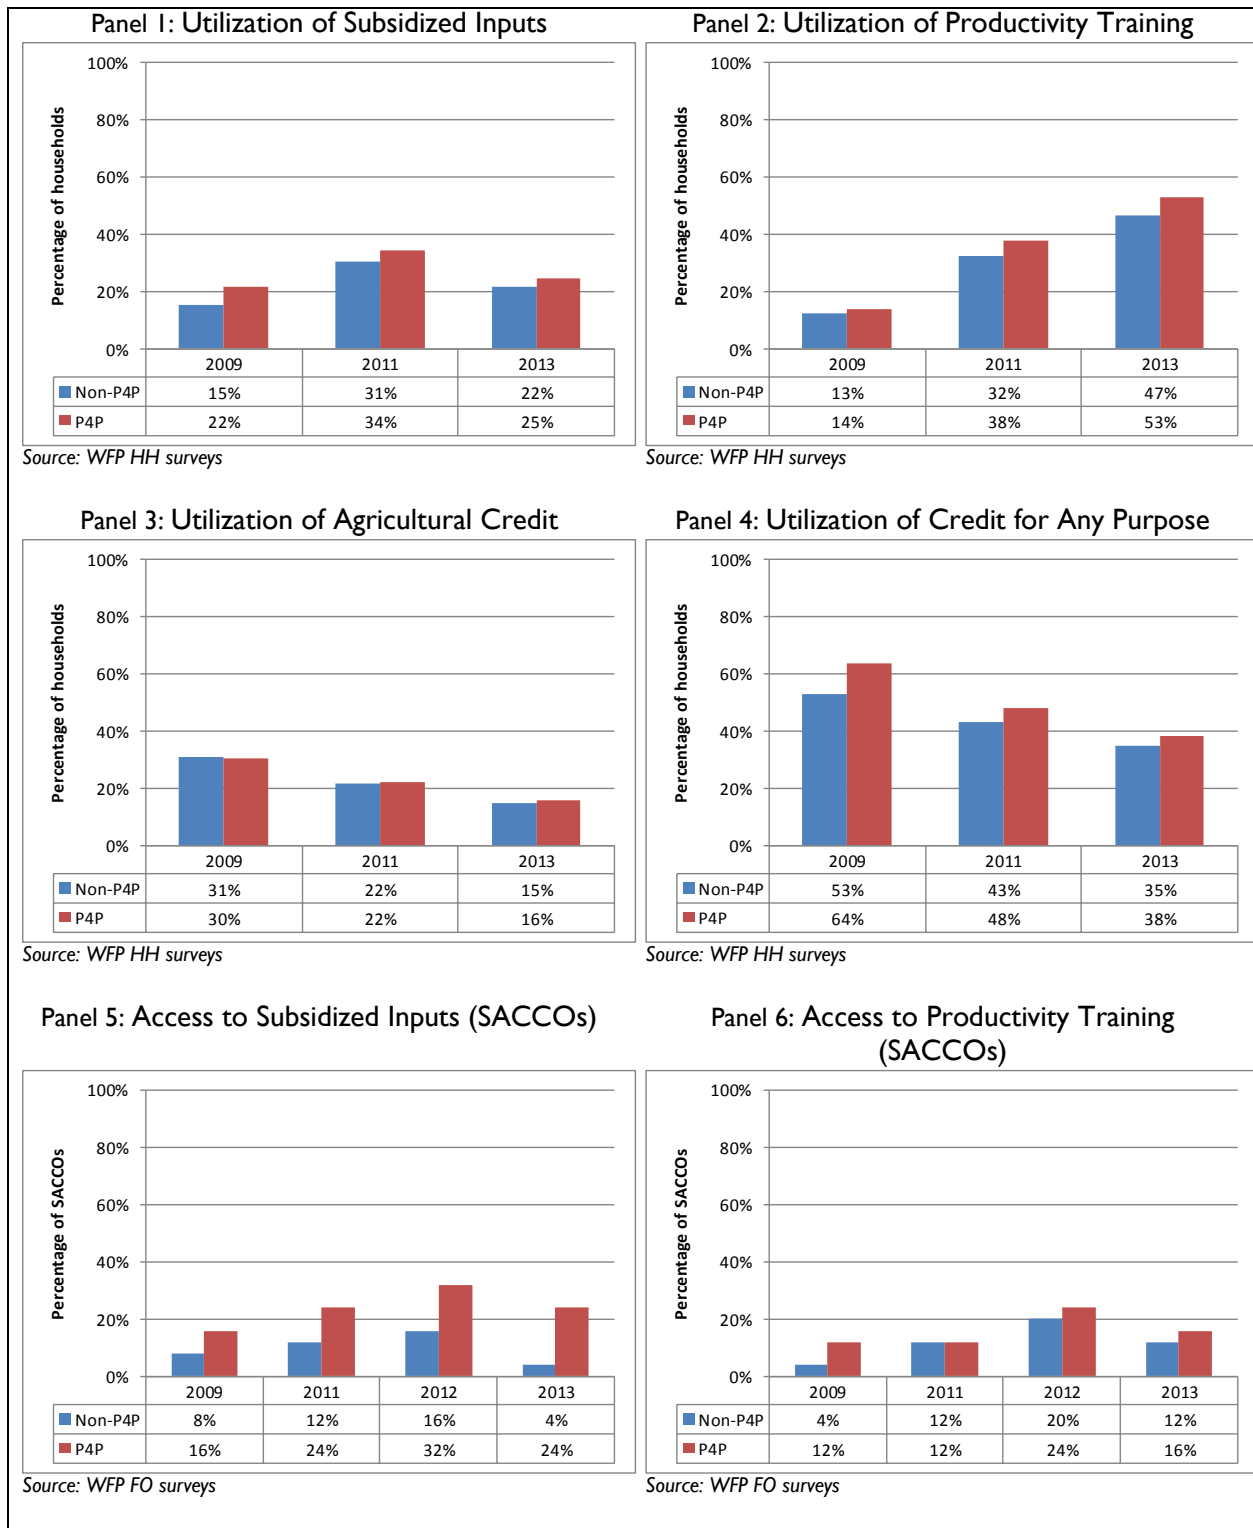 Panel 1: Utilization of Subsidized Inputs
100%
80%
60%
40%
20%
0%
Percentage of households
2009 2011 2013
Non-P4P 15% 31% 22%
P4P 22% 34% 25%
Source: WFP HH surveys
Panel 2: Utilization of Productivity Training
100%
80%
60%
40%
20%
0%
Percentage of households
2009 2011 2013
Non-P4P 13% 32% 47%
P4P 14% 38% 53%
Source: WFP HH surveys
Panel 3: Utilization of Agricultural Credit
100%
80%
60%
40%
20%
0%
Percentage of households
2009 2011 2013
Non-P4P 31% 22% 15%
P4P 30% 22% 16%
Source: WFP HH surveys
Panel 4: Utilization of Credit for Any Purpose
100%
80%
60%
40%
20%
0%
Percentage of households
2009 2011 2013
Non-P4P 53% 43% 35%
P4P 64% 48% 38%
Source: WFP HH surveys
Panel 5: Access to Subsidized Inputs (SACCOs)
100%
80%
60%
40%
20%
0%
Percentage of SACCOs
2009 2011 2012 2013
Non-P4P 8% 12% 16% 4%
P4P 16% 24% 32% 24%
Source: WFP FO surveys
Panel 6: Access to Productivity Training
(SACCOs)
100%
80%
60%
40%
20%
0%
Percentage of SACCOs
2009 2011 2012 2013
Non-P4P 4% 12% 20% 12%
P4P 12% 12% 24% 16%
Source: WFP FO surveys